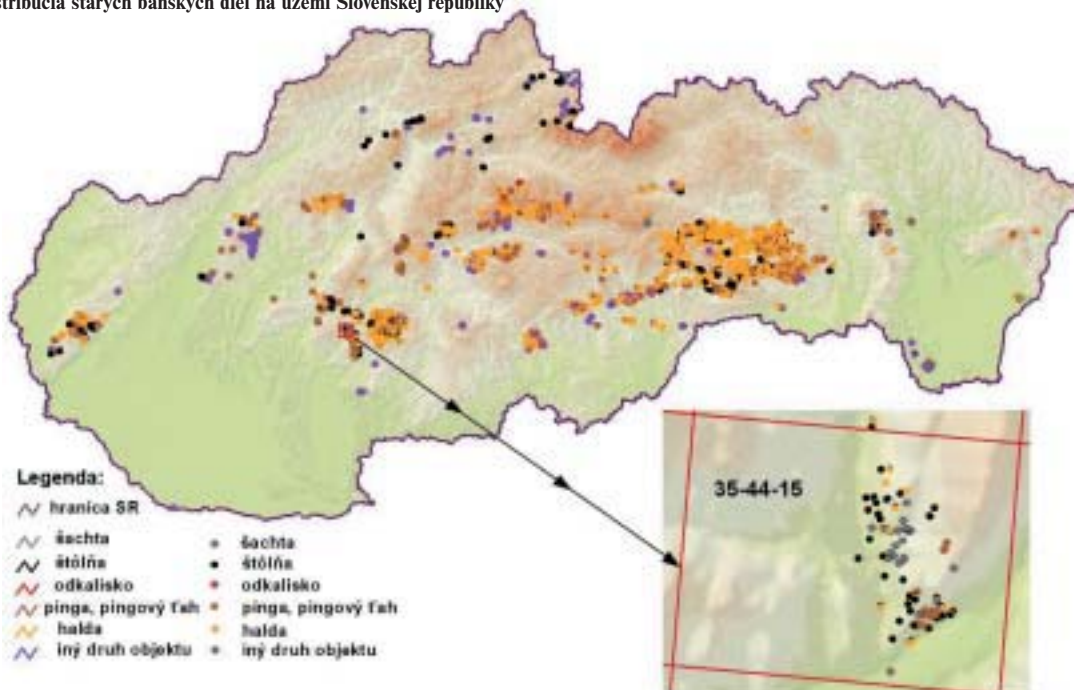 stribúcia starých banských diel na území Slovenskej republiky
35-44-15
Legenda:
hranica SR
šachta šachta
štôlňa štôlňa
odkalisko odkalisko
pinga, pingový ťah pinga, pingový ťah
halda halda
iný druh objektu iný druh objektu